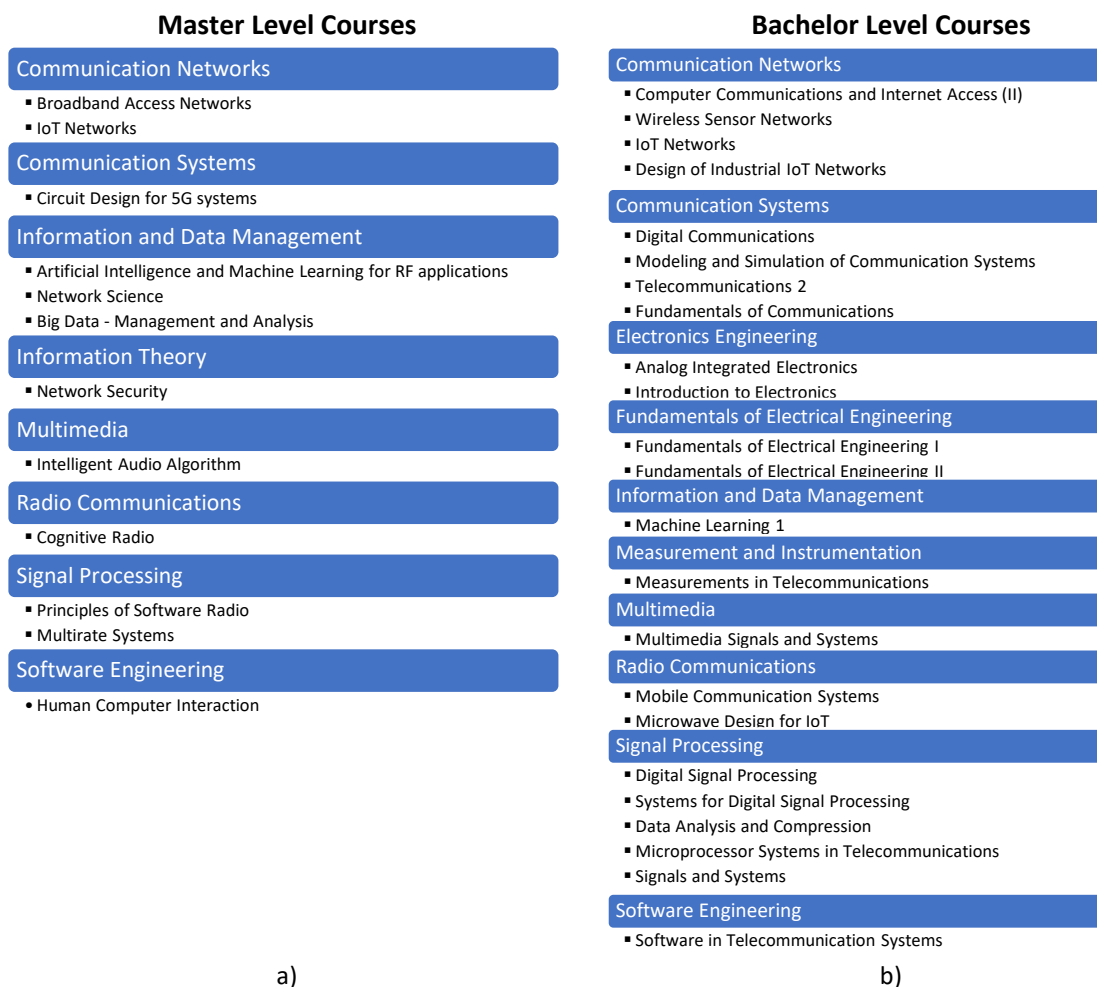 Master Level Courses
Communication Networks
▪ Broadband Access Networks
▪ IoT Networks
Communication Systems
▪ Circuit Design for 5G systems
Information and Data Management
▪ Artificial Intelligence and Machine Learning for RF applications
▪ Network Science
▪ Big Data - Management and Analysis
Information Theory
▪ Network Security
Multimedia
▪ Intelligent Audio Algorithm
Radio Communications
▪ Cognitive Radio
Signal Processing
▪ Principles of Software Radio
▪ Multirate Systems
Software Engineering
• Human Computer Interaction
a)
Bachelor Level Courses
Communication Networks
▪ Computer Communications and Internet Access (II)
▪ Wireless Sensor Networks
▪ IoT Networks
▪ Design of Industrial IoT Networks
Communication Systems
▪ Digital Communications
▪ Modeling and Simulation of Communication Systems
▪ Telecommunications 2
▪ Fundamentals of Communications
Electronics Engineering
▪ Analog Integrated Electronics
▪ Introduction to Electronics
Fundamentals of Electrical Engineering
▪ Fundamentals of Electrical Engineering I
▪ Fundamentals of Electrical Engineering II
Information and Data Management
▪ Machine Learning 1
Measurement and Instrumentation
▪ Measurements in Telecommunications
Multimedia
▪ Multimedia Signals and Systems
Radio Communications
▪ Mobile Communication Systems
▪ Microwave Design for IoT
Signal Processing
▪ Digital Signal Processing
▪ Systems for Digital Signal Processing
▪ Data Analysis and Compression
▪ Microprocessor Systems in Telecommunications
▪ Signals and Systems
Software Engineering
▪ Software in Telecommunication Systems
b)